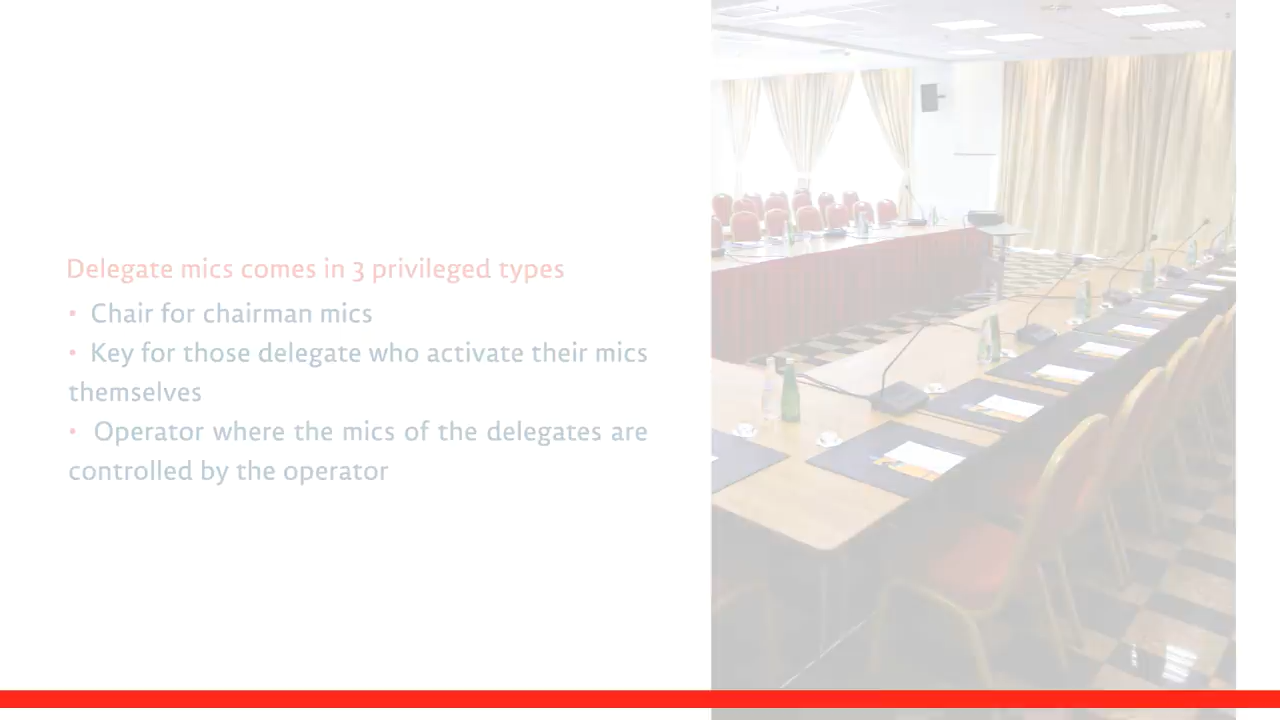 Delegate mics comes in 3 privileged types
• Chair for chairman mics
• Key for those delegate who activate their mics
themselves
• Operator where the mics of the delegates are
controlled by the operator